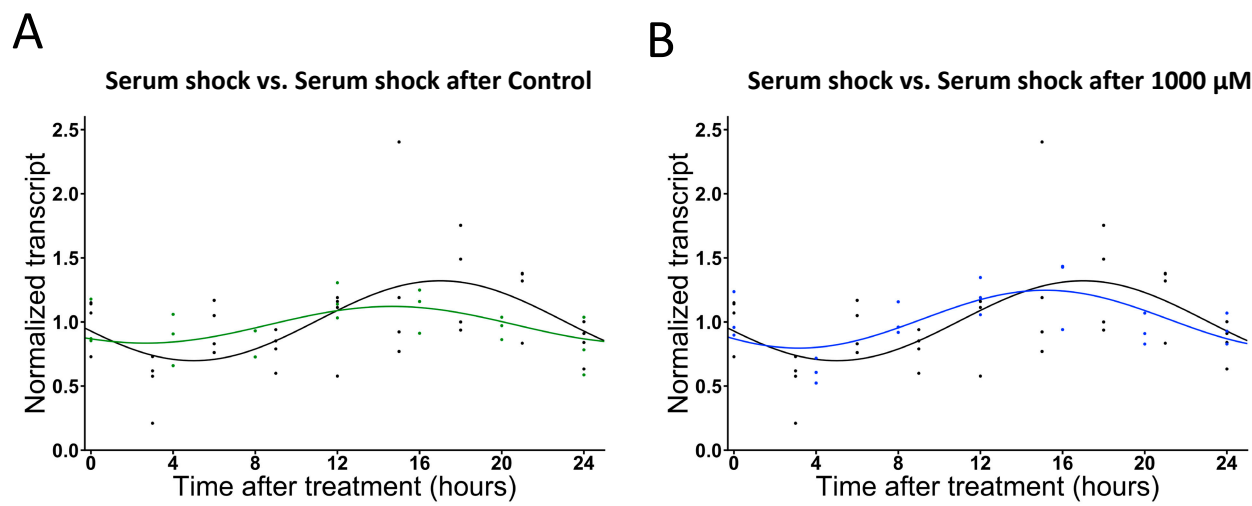 A
B
Serum shock vs. Serum shock after Control
Serum shock vs. Serum shock after 1000 µM
Normalized transcript
2.5
2.0
1.5
1.0
0.5
0.0
0 4 8 12 16 20 24
Time after treatment (hours)
Normalized transcript
2.5
2.0
1.5
1.0
0.5
0.0
0 4 8 12 16 20 24
Time after treatment (hours)